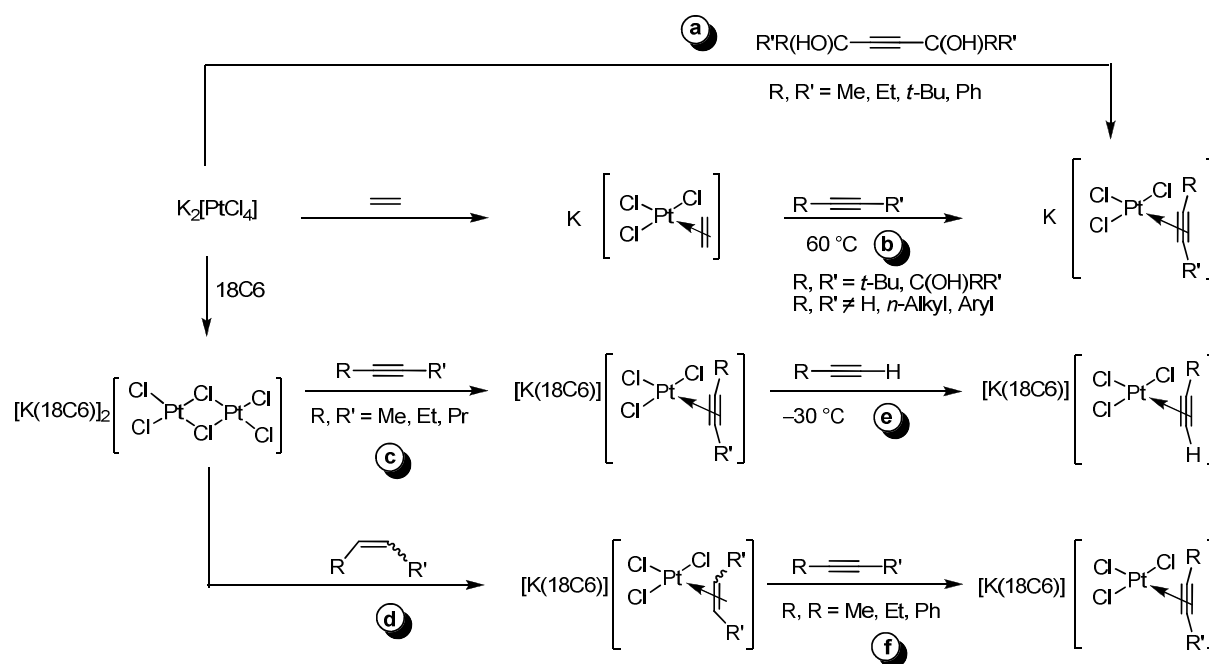 a
R'R(HO)C
C(OH)RR'
R, R' = Me, Et, t-Bu, Ph
K2[PtCl4]
K
Cl
Cl
Pt
Cl
R
R'
60 °C
b
R, R' = t-Bu, C(OH)RR'
R, R' ≠ H, n-Alkyl, Aryl
K
Cl
Cl
Pt
Cl
R
R'
18C6
[K(18C6)]2
Cl
Cl
Cl
Pt
Pt
Cl
Cl
Cl
R
R'
R, R' = Me, Et, Pr
c
[K(18C6)]
Cl
Cl
Pt
Cl
R
R'
R
H
–30 °C
e
[K(18C6)]
Cl
Cl
Pt
Cl
R
H
R
R'
d
[K(18C6)]
Cl
Cl
Pt
Cl
R'
R'
R
R'
R, R = Me, Et, Ph
f
[K(18C6)]
Cl
Cl
Pt
Cl
R
R'